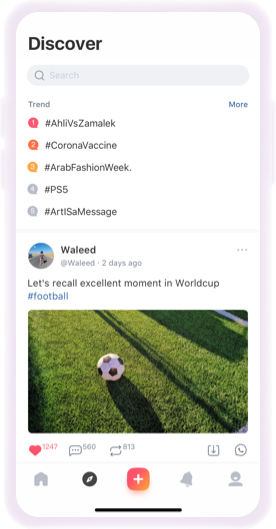 Discover
Search
Trend
More
1 #AhliVsZamalek
2 #CoronaVaccine
3 #ArabFashionWeek.
4 #PS5
5 #ArtISaMessage
Waleed
@Waleed · 2 days ago
Let's recall excellent moment in Worldcup
#football
1247 560 813